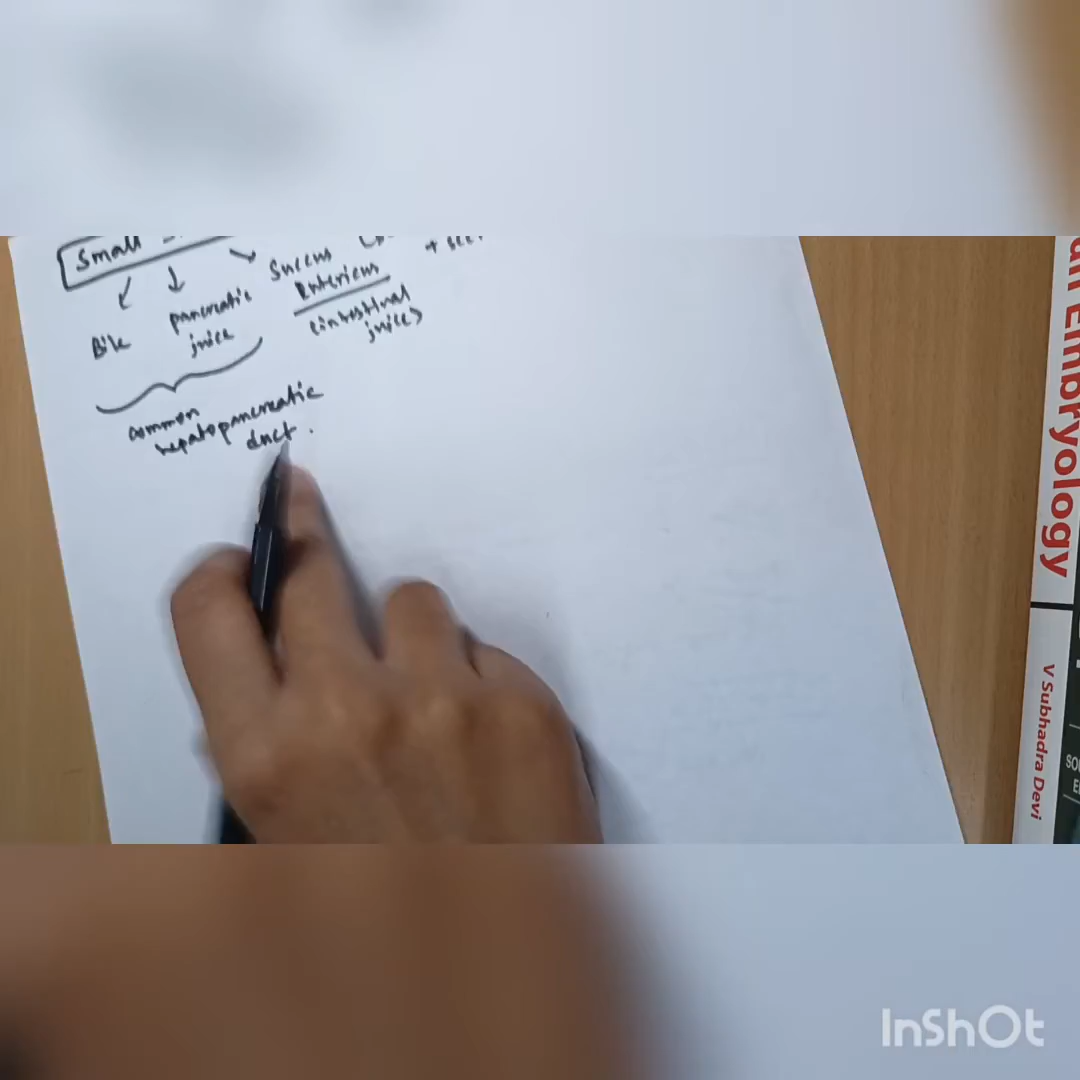 Small
Succus
Entericus
(intestinal
juice)
Bile
pancreatic
juice
common
hepatopancreatic
duct.
Embryology
V Subhadra Devi
InShOt